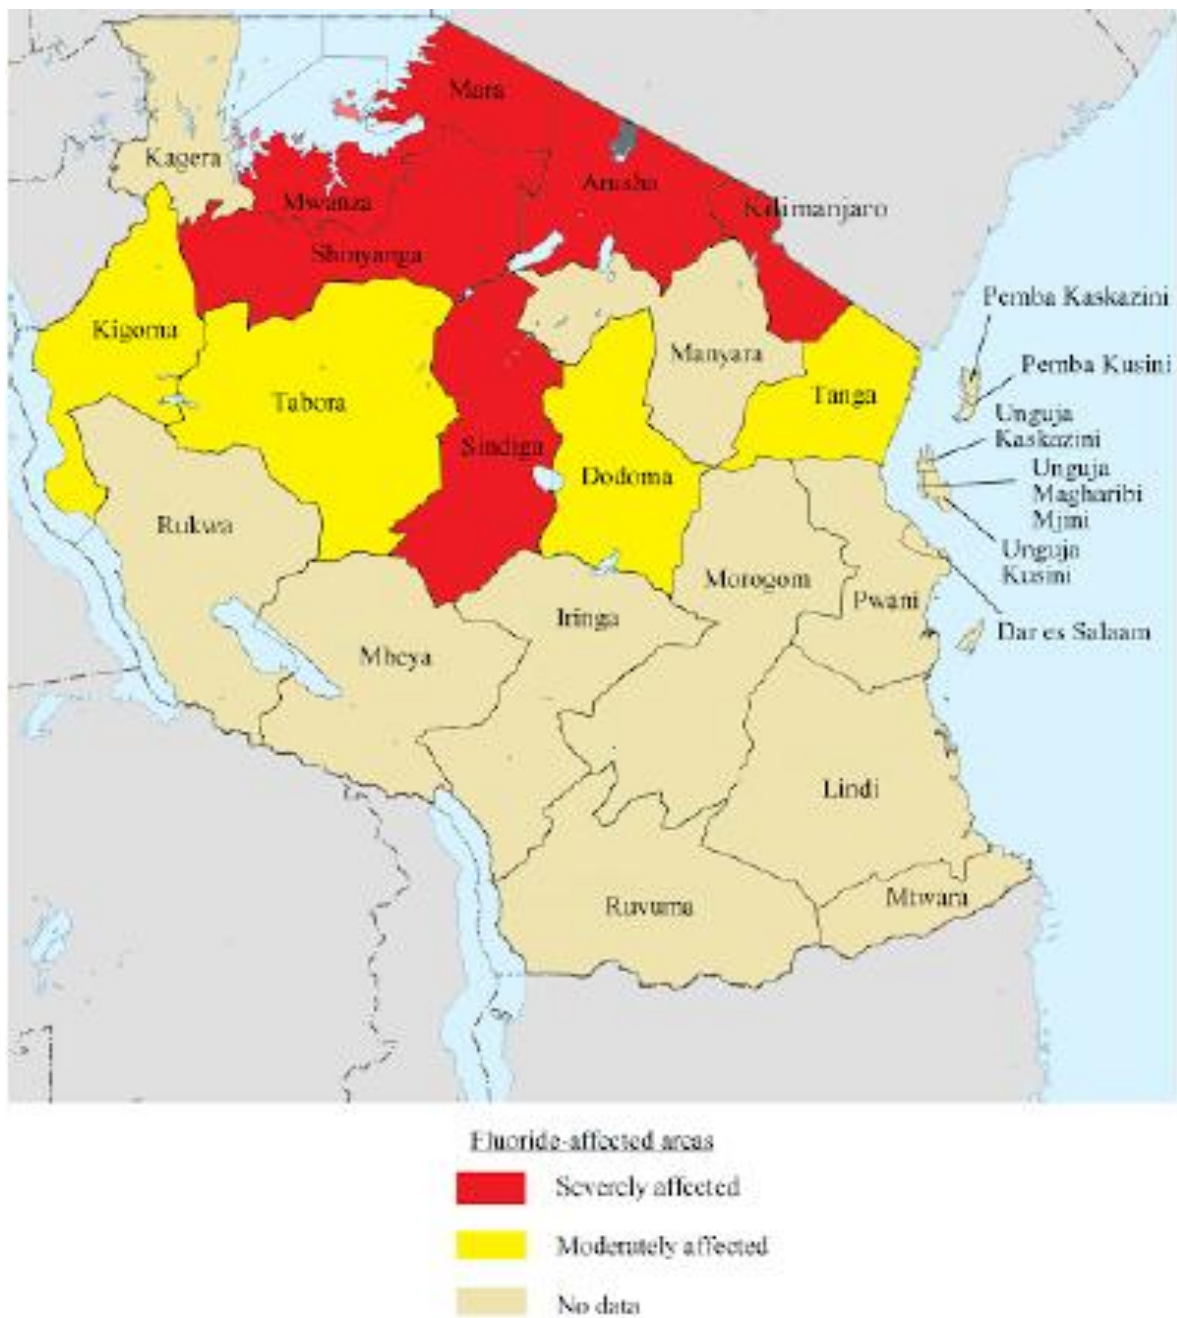 Mara
Kagera
Arusha
Mwanza
Kilimanjaro
Shinyanga
Pemba Kaskazini
Kigoma
Manyara
Pemba Kusini
Tabora
Tanga
Unguja
Kaskazini
Sindiga
Unguja
Magharibi
Mjini
Dodoma
Rukwa
Unguja
Kusini
Morogom
Pwani
Iringa
Dar es Salaam
Mbeya
Lindi
Ruvuma
Mtwara
Fluoride-affected areas
Severely affected
Moderately affected
No data